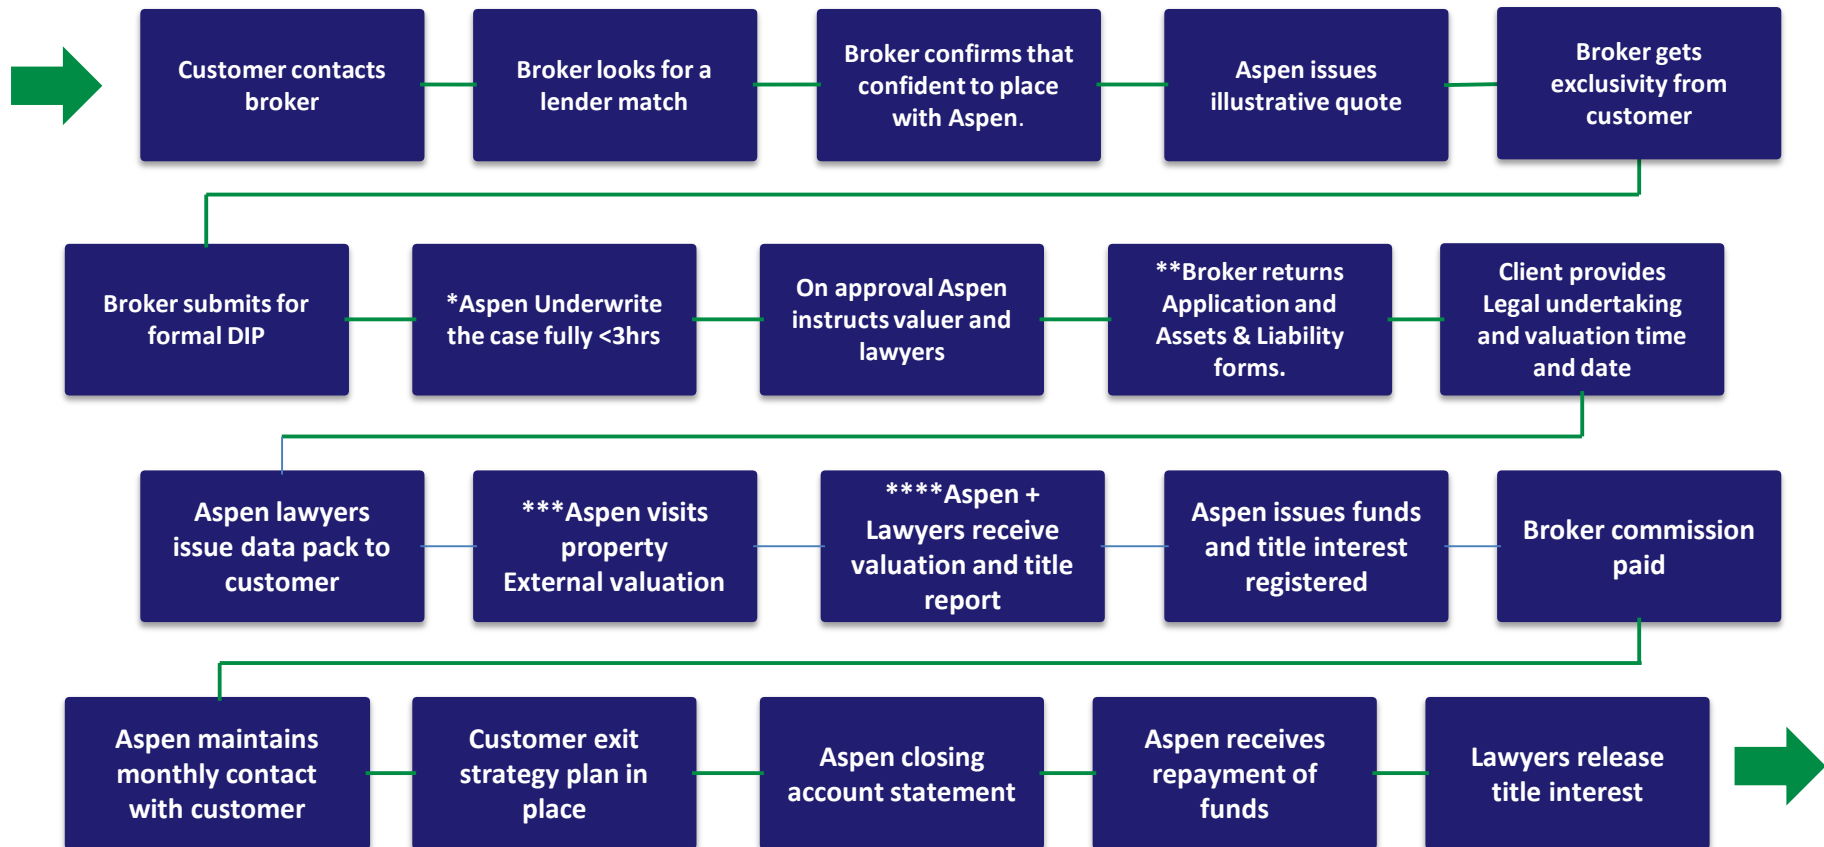 Customer contacts
broker
Broker looks for a
lender match
Broker confirms that
confident to place
with Aspen.
Aspen issues
illustrative quote
Broker gets
exclusivity from
customer
Broker submits for
formal DIP
*Aspen Underwrite
the case fully <3hrs
On approval Aspen
instructs valuer and
lawyers
**Broker returns
Application and
Assets & Liability
forms.
Client provides
Legal undertaking
and valuation time
and date
Aspen lawyers
issue data pack to
customer
***Aspen visits
property
External valuation
****Aspen +
Lawyers receive
valuation and title
report
Aspen issues funds
and title interest
registered
Broker commission
paid
Aspen maintains
monthly contact
with customer
Customer exit
strategy plan in
place
Aspen closing
account statement
Aspen receives
repayment of
funds
Lawyers release
title interest